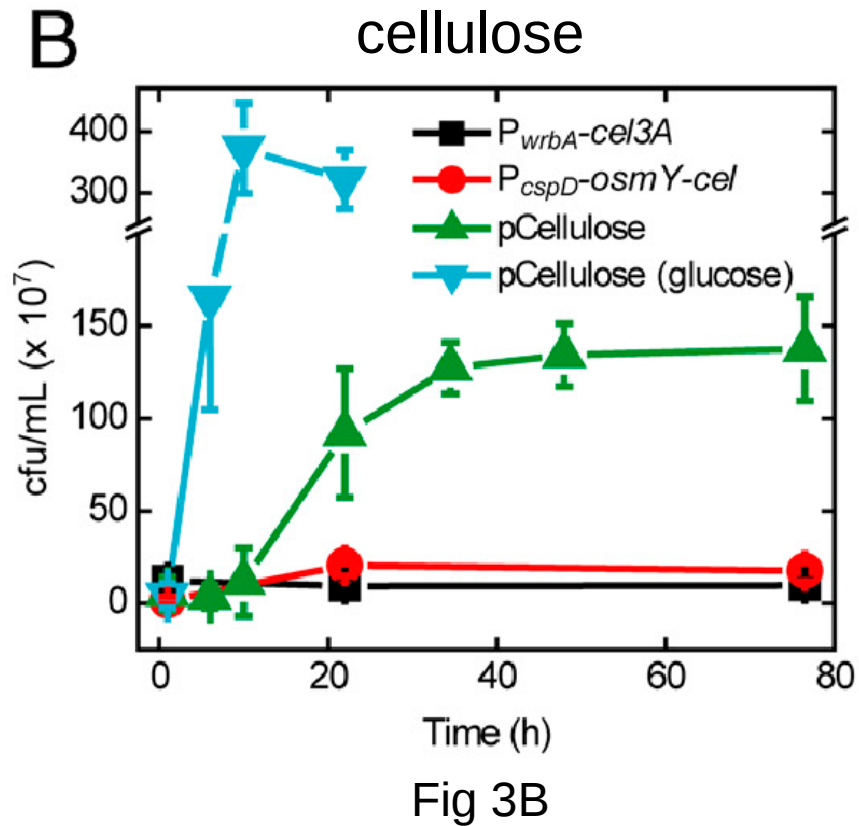 B
cellulose
PwrbA-cel3A
PcspD-osmY-cel
pCellulose
pCellulose (glucose)
cfu/mL (x 10⁷)
400
300
150
100
50
0
0 20 40 60 80
Time (h)
Fig 3B